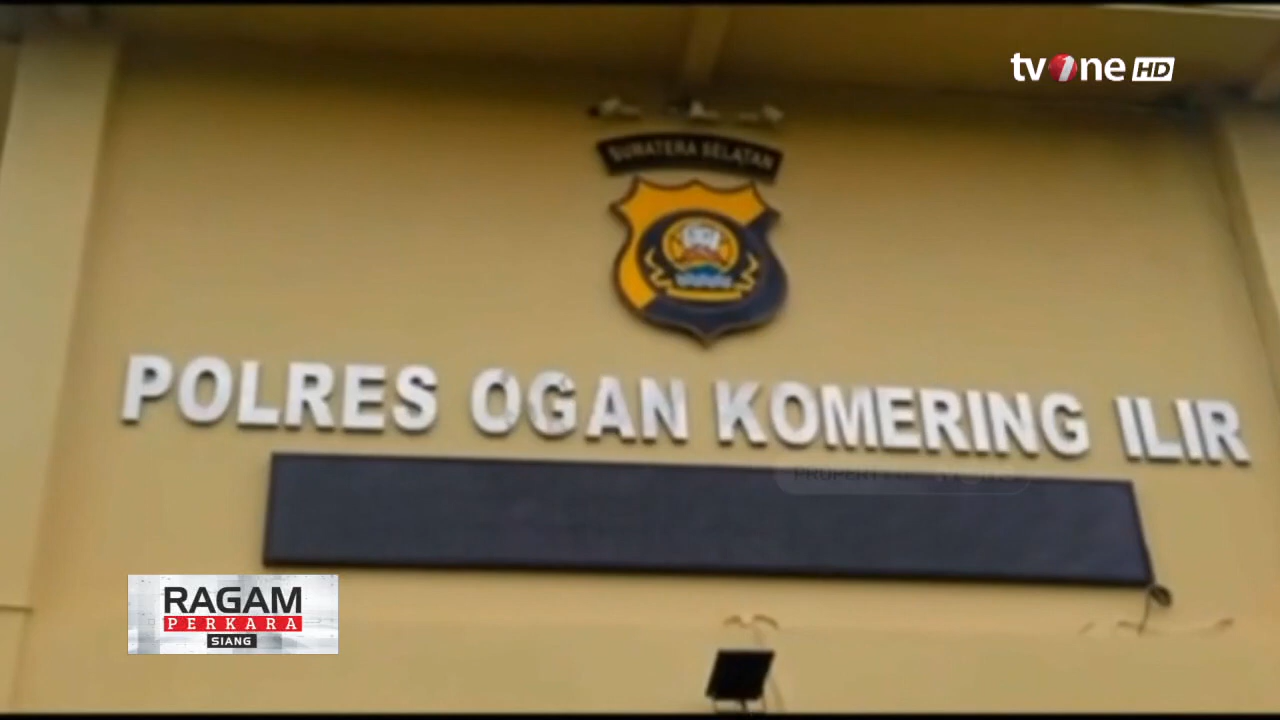 tvOne HD
SUMATERA SELATAN
POLRES OGAN KOMERING ILIR
RAGAM
PERKARA
SIANG